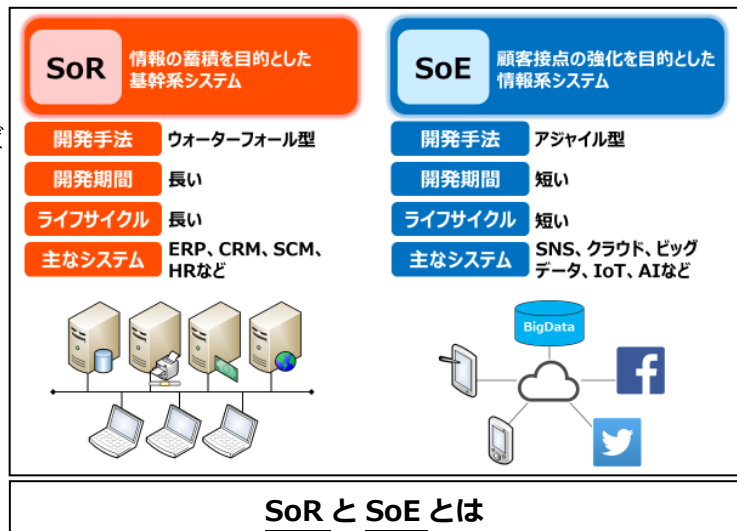 SoR
情報の蓄積を目的とした
基幹系システム
開発手法 ウォーターフォール型
開発期間 長い
ライフサイクル 長い
主なシステム ERP、CRM、SCM、
HRなど
SoE
顧客接点の強化を目的とした
情報系システム
開発手法 アジャイル型
開発期間 短い
ライフサイクル 短い
主なシステム SNS、クラウド、ビッグ
データ、IoT、AIなど
BigData
SoR と SoE とは